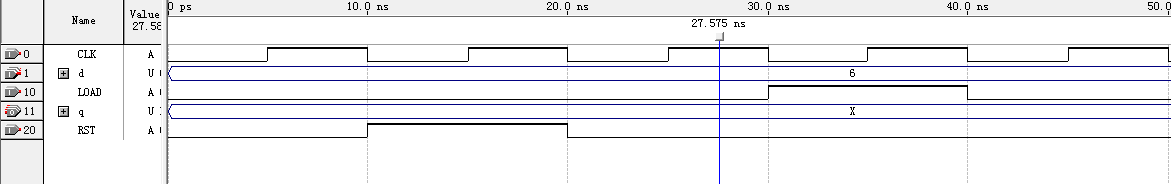 Name
Value
27.58
0 ps
10.0 ns
20.0 ns
30.0 ns
40.0 ns
50.0
27.575 ns
0 CLK A
1 d U 6
10 LOAD A
11 q U X
20 RST A